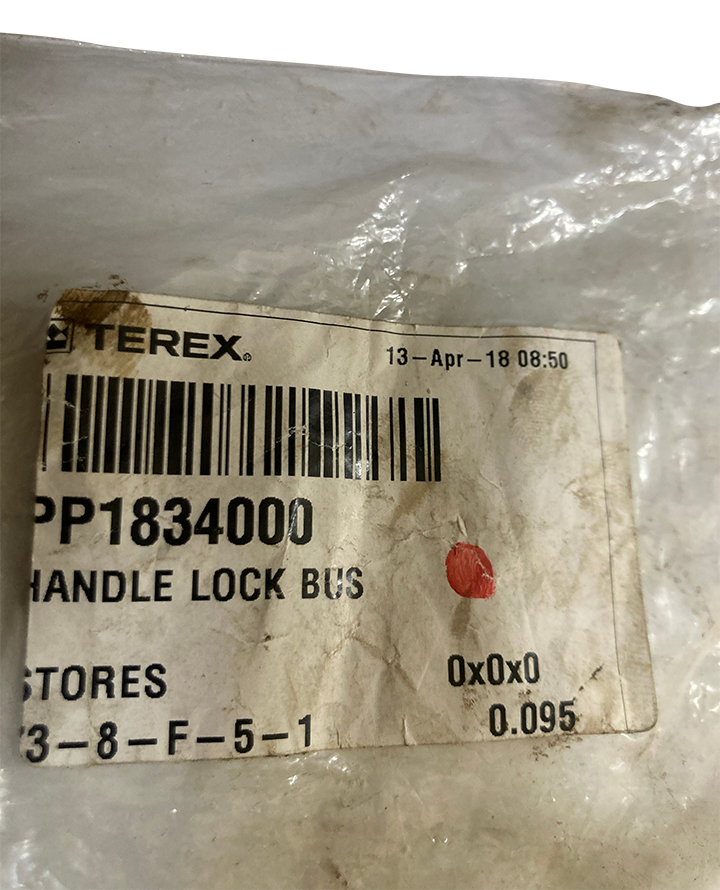 TEREX®
13-Apr-18 08:50
PP1834000
HANDLE LOCK BUS
STORES
0x0x0
3-8-F-5-1
0.095